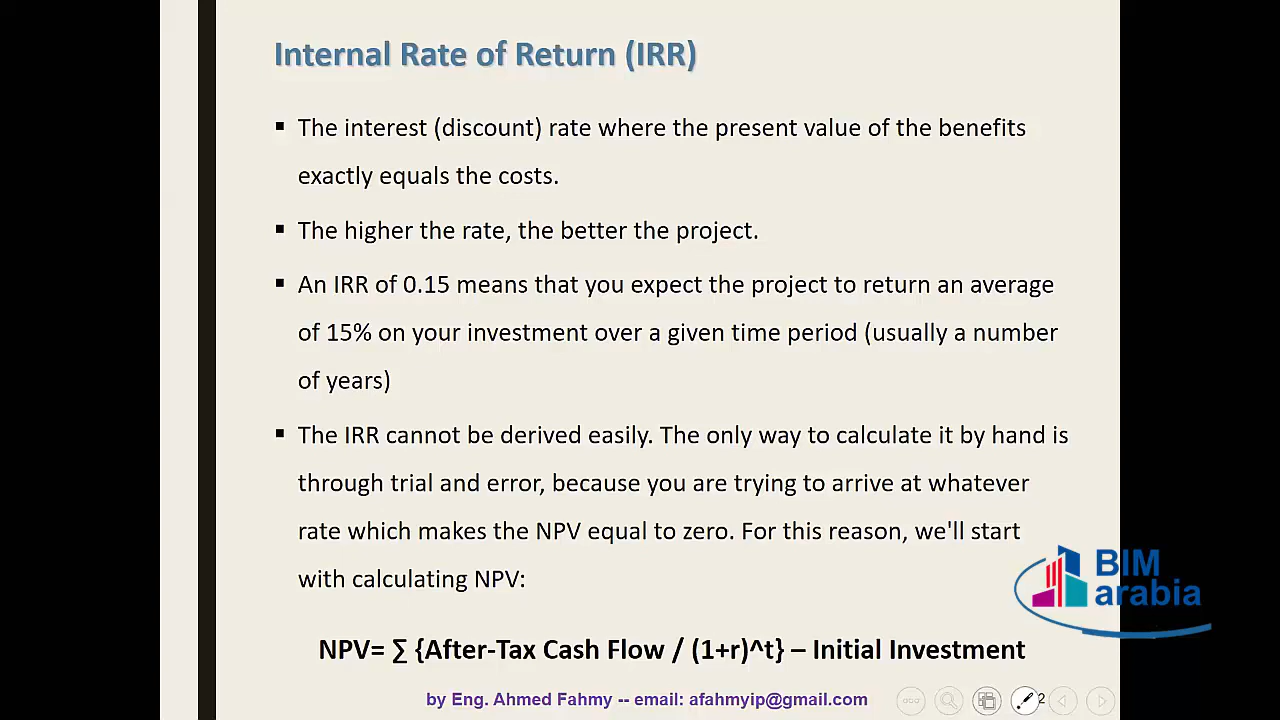 Internal Rate of Return (IRR)
▪ The interest (discount) rate where the present value of the benefits
exactly equals the costs.
▪ The higher the rate, the better the project.
▪ An IRR of 0.15 means that you expect the project to return an average
of 15% on your investment over a given time period (usually a number
of years)
▪ The IRR cannot be derived easily. The only way to calculate it by hand is
through trial and error, because you are trying to arrive at whatever
rate which makes the NPV equal to zero. For this reason, we'll start
with calculating NPV:
BIM
arabia
NPV= ∑ {After-Tax Cash Flow / (1+r)^t} – Initial Investment
by Eng. Ahmed Fahmy -- email: afahmyip@gmail.com
2